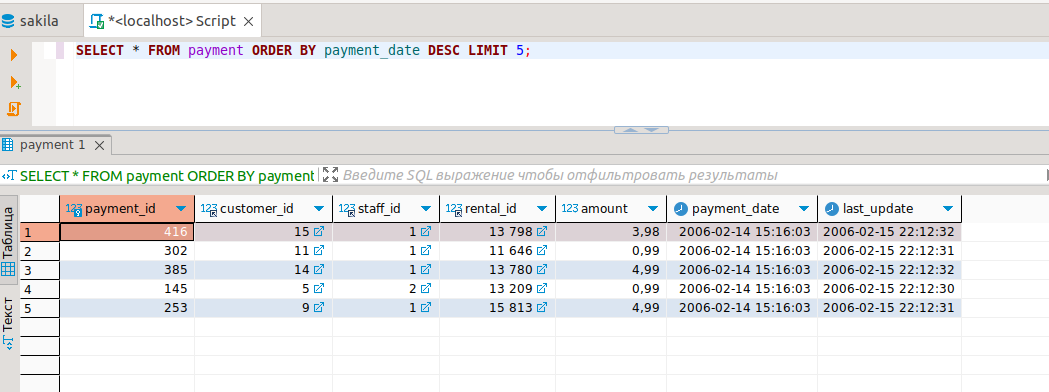 sakila
*<localhost> Script
SELECT * FROM payment ORDER BY payment_date DESC LIMIT 5;
payment 1
SELECT * FROM payment ORDER BY payment
Введите SQL выражение чтобы отфильтровать результаты
Таблица
Текст
payment_id customer_id staff_id rental_id amount payment_date last_update
1 416 15 1 13 798 3,98 2006-02-14 15:16:03 2006-02-15 22:12:32
2 302 11 1 11 646 0,99 2006-02-14 15:16:03 2006-02-15 22:12:31
3 385 14 1 13 780 4,99 2006-02-14 15:16:03 2006-02-15 22:12:32
4 145 5 2 13 209 0,99 2006-02-14 15:16:03 2006-02-15 22:12:30
5 253 9 1 15 813 4,99 2006-02-14 15:16:03 2006-02-15 22:12:31